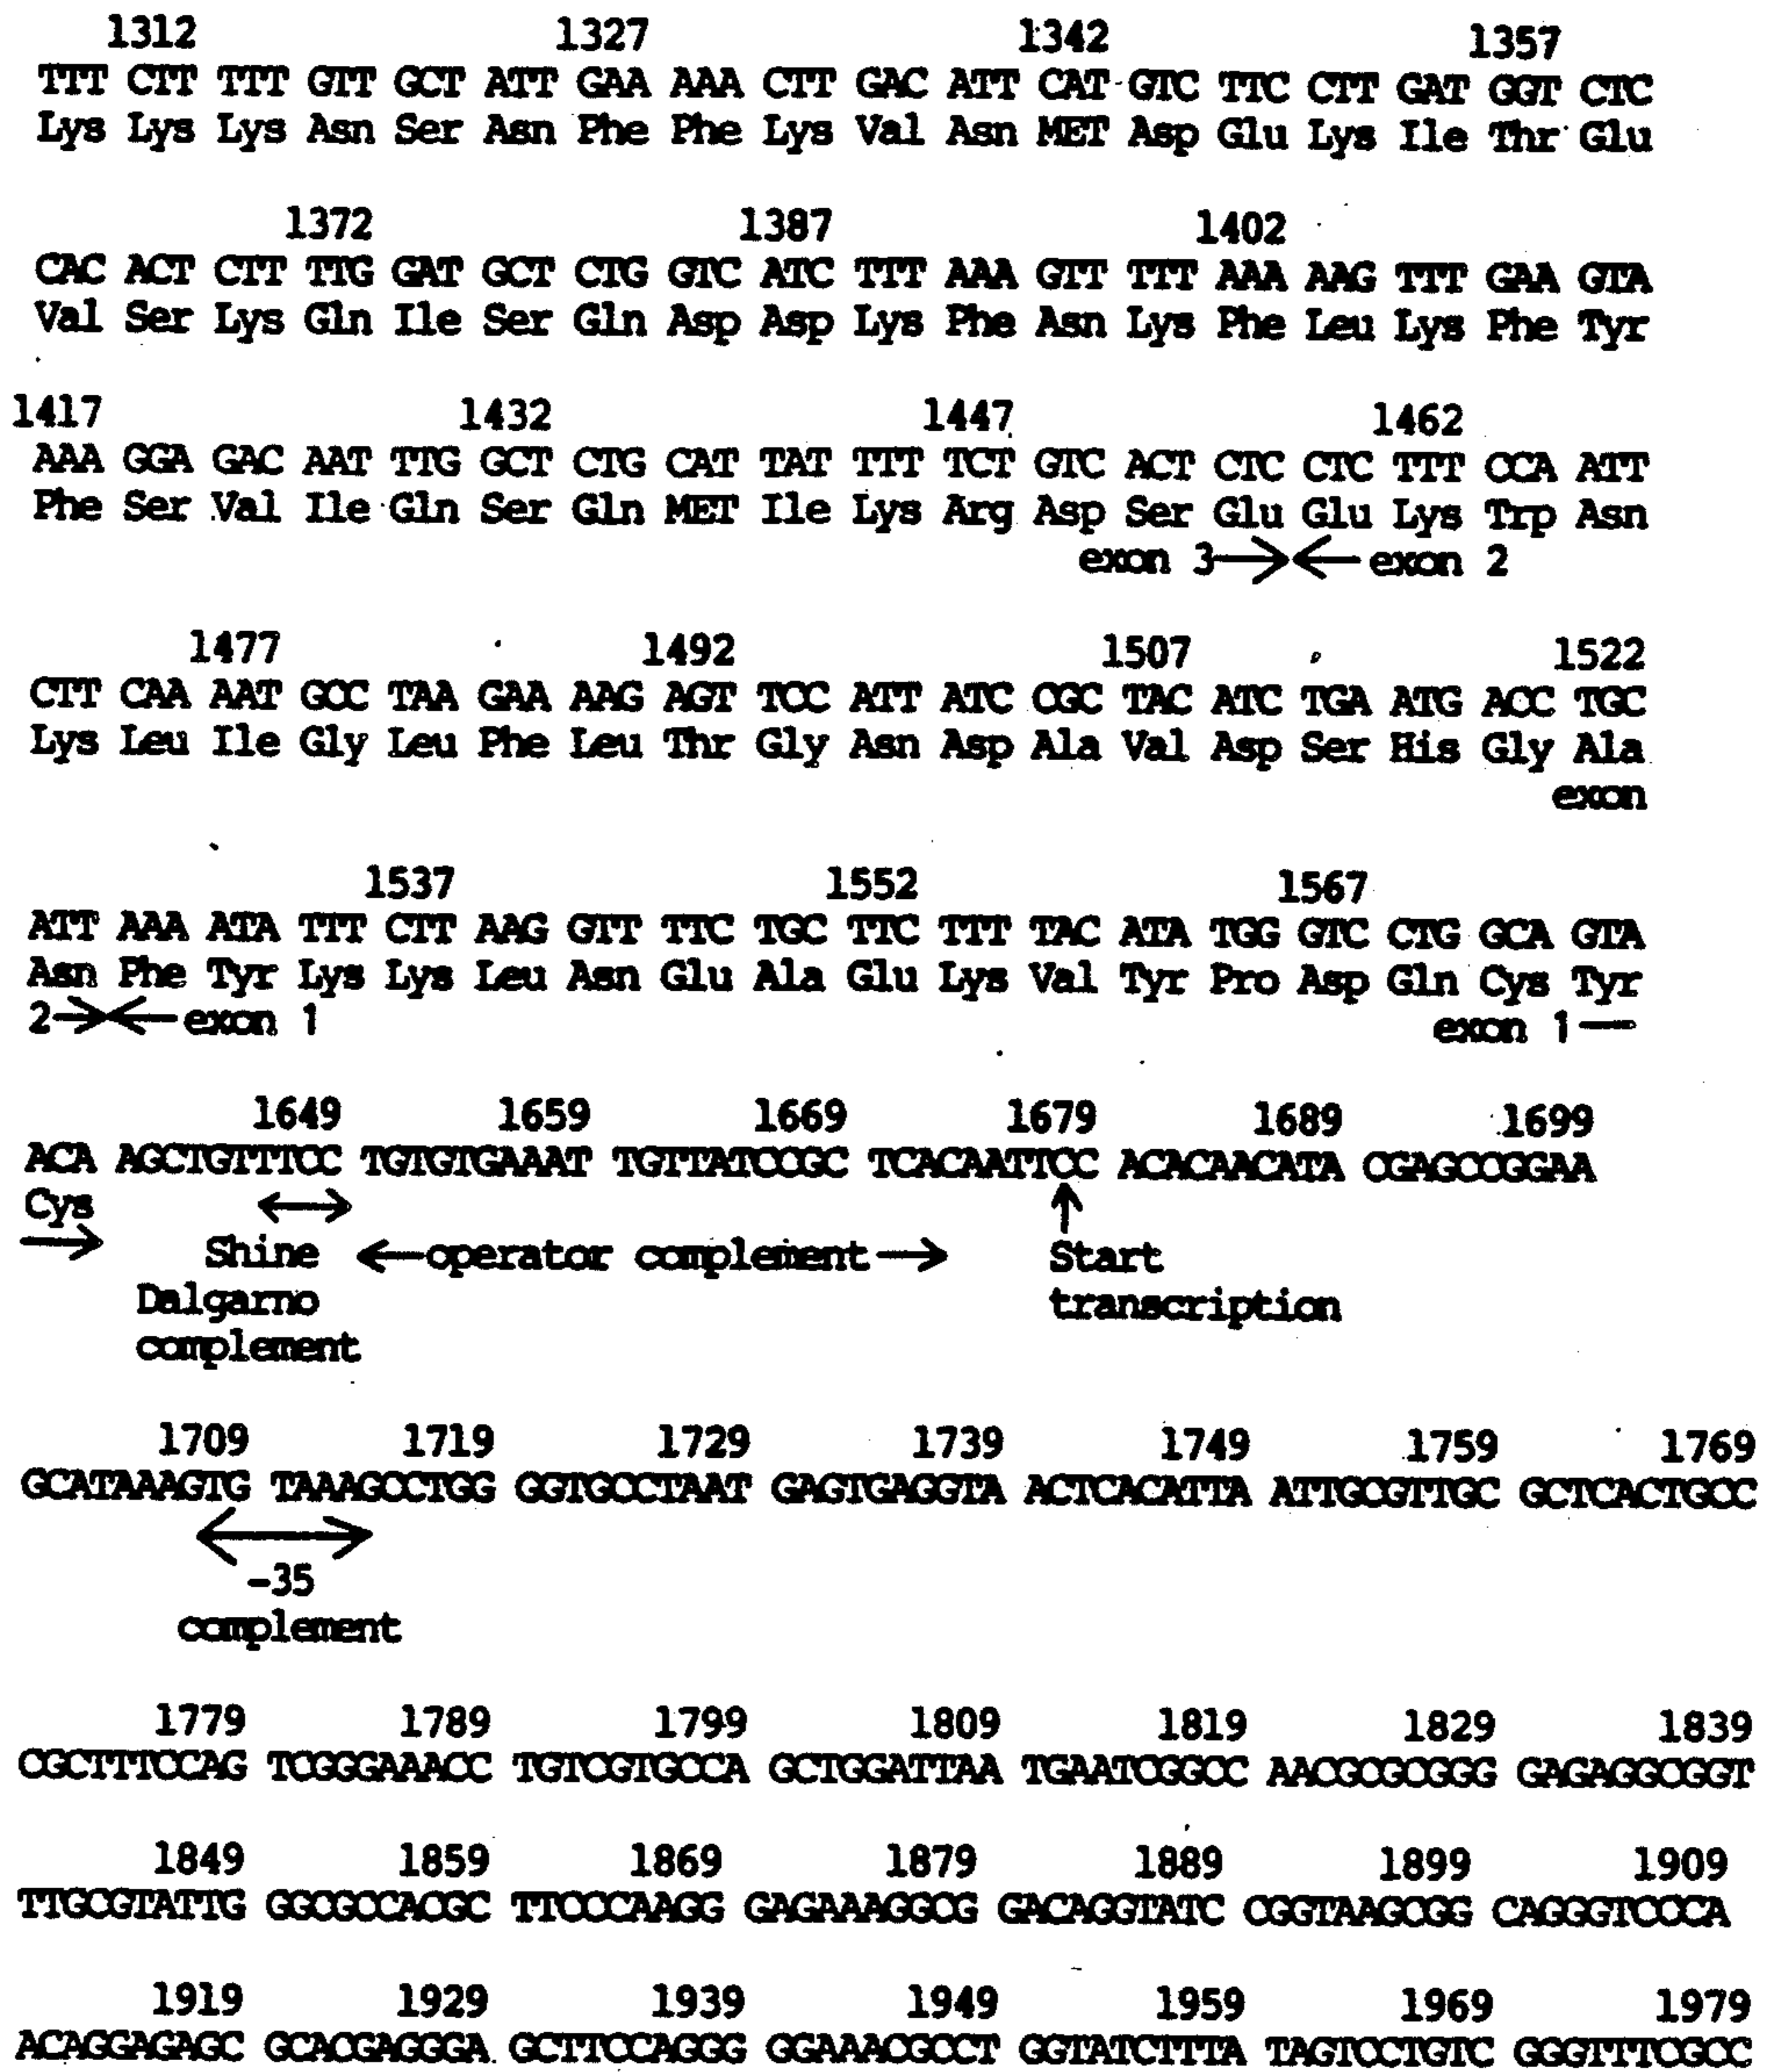 1312 1327 1342 1357
TTT CTT TTT GTT GCT ATT GAA AAA CTT GAC ATT CAT GTC TTC CTT GAT GGT CTC
Lys Lys Lys Asn Ser Asn Phe Phe Lys Val Asn MET Asp Glu Lys Ile Thr Glu
1372 1387 1402
CAC ACT CTT TTG GAT GCT CTG GTC ATC TTT AAA GTT TTT AAA AAG TTT GAA GTA
Val Ser Lys Gln Ile Ser Gln Asp Asp Lys Phe Asn Lys Phe Leu Lys Phe Tyr
1417 1432 1447 1462
AAA GGA GAC AAT TTG GCT CTG CAT TAT TTT TCT GTC ACT CTC CTC TTT CCA ATT
Phe Ser Val Ile Gln Ser Gln MET Ile Lys Arg Asp Ser Glu Glu Lys Trp Asn
exon 3→←exon 2
1477 1492 1507 1522
CTT CAA AAT GCC TAA GAA AAG AGT TCC ATT ATC CGC TAC ATC TGA ATG ACC TGC
Lys Leu Ile Gly Leu Phe Leu Thr Gly Asn Asp Ala Val Asp Ser His Gly Ala
exon
1537 1552 1567
ATT AAA ATA TTT CTT AAG GTT TTC TGC TTC TTT TAC ATA TGG GTC CTG GCA GTA
Asn Phe Tyr Lys Lys Leu Asn Glu Ala Glu Lys Val Tyr Pro Asp Gln Cys Tyr
2→←exon 1 exon 1—
1649 1659 1669 1679 1689 1699
ACA AGCTGTTTCC TGTGTGAAAT TGTTATCCGC TCACAATTCC ACACAACATA CGAGCCGGAA
Cys ↔ ↑
→ Shine ←operator complement→ Start
Dalgarno transcription
complement
1709 1719 1729 1739 1749 1759 1769
GCATAAAGTG TAAAGCCTGG GGTGCCTAAT GAGTGAGGTA ACTCACATTA ATTGCGTTGC GCTCACTGCC
↔
-35
complement
1779 1789 1799 1809 1819 1829 1839
CGCTTTCCAG TCGGGAAACC TGTCGTGCCA GCTGGATTAA TGAATCGGCC AACGCGCGGG GAGAGGCGGT
1849 1859 1869 1879 1889 1899 1909
TTGCGTATTG GGCGCCACGC TTCCCAAGG GAGAAAGGCG GACAGGTATC CGGTAAGCGG CAGGGTCCCA
1919 1929 1939 1949 1959 1969 1979
ACAGGAGAGC GCACGAGGGA GCTTCCAGGG GGAAACGCCT GGTATCTTTA TAGTCCTGTC GGGTTTCGCC